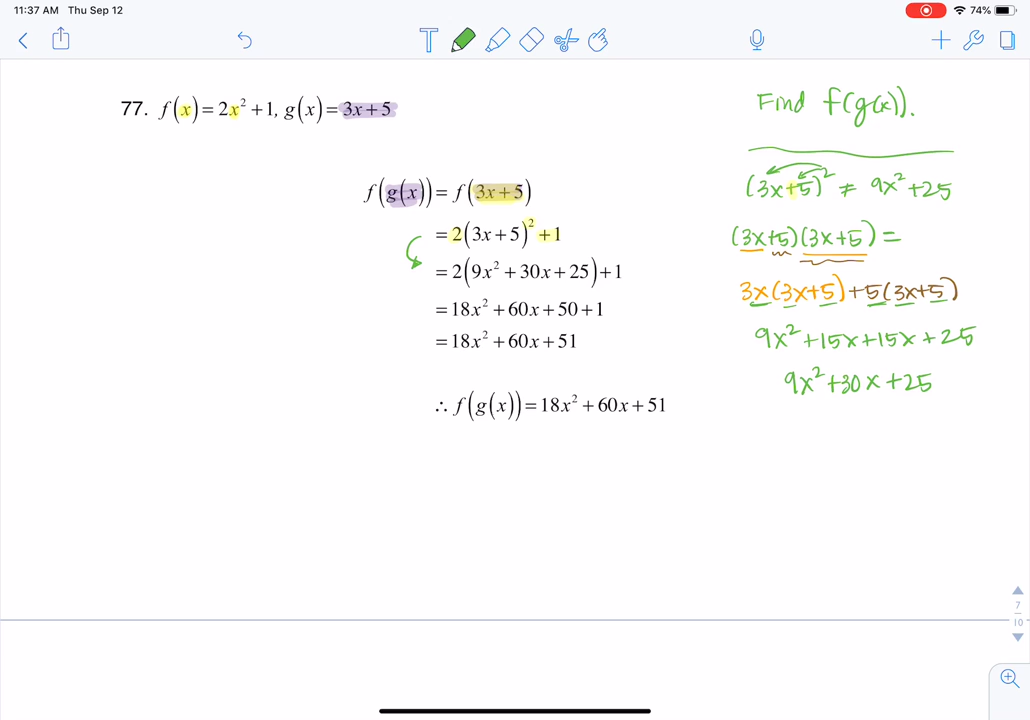 11:37 AM Thu Sep 12
74%
T
77. f(x) = 2x² + 1, g(x) = 3x + 5
f(g(x)) = f(3x + 5)
= 2(3x + 5)² + 1
= 2(9x² + 30x + 25) + 1
= 18x² + 60x + 50 + 1
= 18x² + 60x + 51
∴ f(g(x)) = 18x² + 60x + 51
Find f(g(x)).
(3x+5)² ≠ 9x² + 25
(3x+5)(3x+5) =
3x(3x+5) + 5(3x+5)
9x² + 15x + 15x + 25
9x² + 30x + 25
7
10